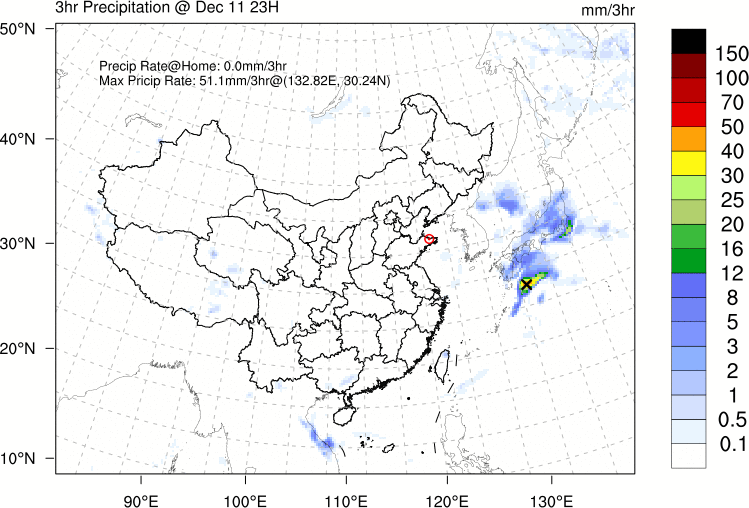 3hr Precipitation @ Dec 11 23H
mm/3hr
Precip Rate@Home: 0.0mm/3hr
Max Pricip Rate: 51.1mm/3hr@(132.82E, 30.24N)
50°N
40°N
30°N
20°N
10°N
90°E
100°E
110°E
120°E
130°E
150
100
70
50
40
30
25
20
16
12
8
5
3
2
1
0.5
0.1